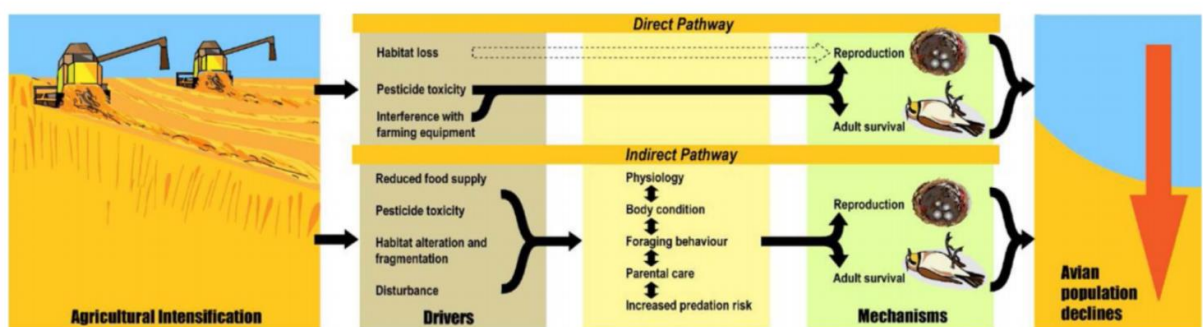 Direct Pathway
Habitat loss
Reproduction
Pesticide toxicity
Interference with
farming equipment
Adult survival
Indirect Pathway
Reduced food supply
Physiology
Reproduction
Pesticide toxicity
Body condition
Habitat alteration and
fragmentation
Foraging behaviour
Parental care
Adult survival
Disturbance
Increased predation risk
Agricultural Intensification
Drivers
Mechanisms
Avian
population
declines